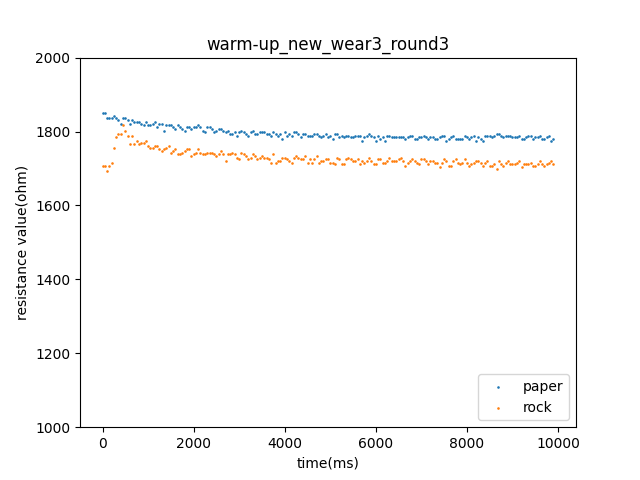 warm-up_new_wear3_round3
2000
1800
1600
1400
1200
1000
resistance value(ohm)
0 2000 4000 6000 8000 10000
time(ms)
paper
rock